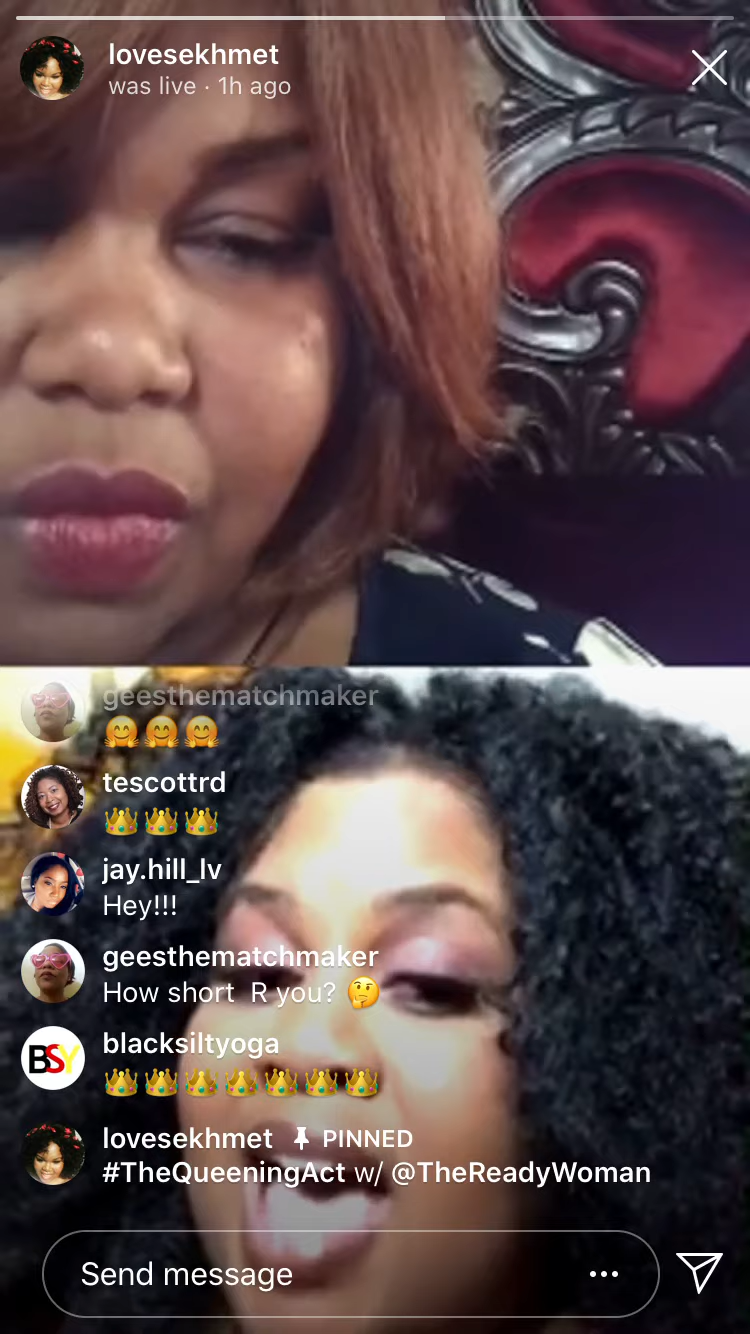 lovesekhmet
was live · 1h ago
geesthematchmaker
🤗🤗🤗
tescottrd
👑👑👑
jay.hill_lv
Hey!!!
geesthematchmaker
How short R you? 🤔
BSY
blacksiltyoga
👑👑👑👑👑👑👑
lovesekhmet 📌 PINNED
#TheQueeningAct w/ @TheReadyWoman
Send message